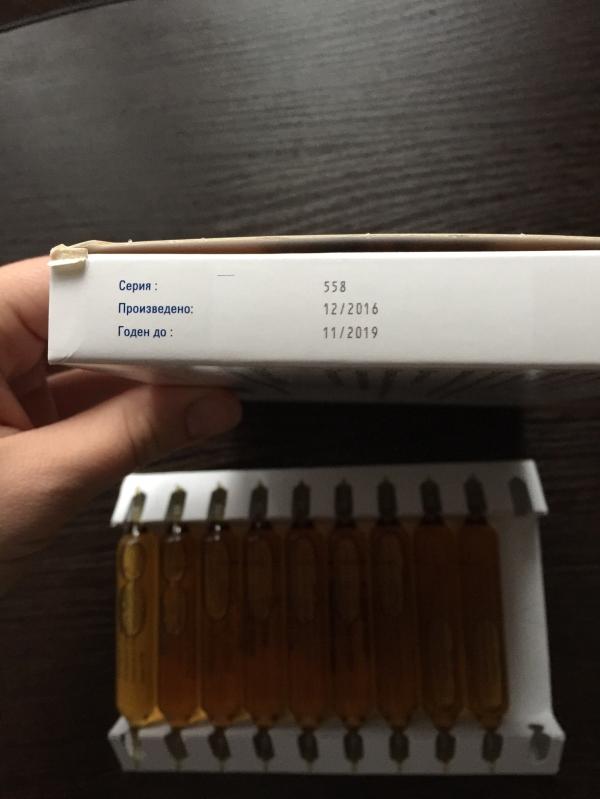 Серия : 558
Произведено: 12/2016
Годен до : 11/2019